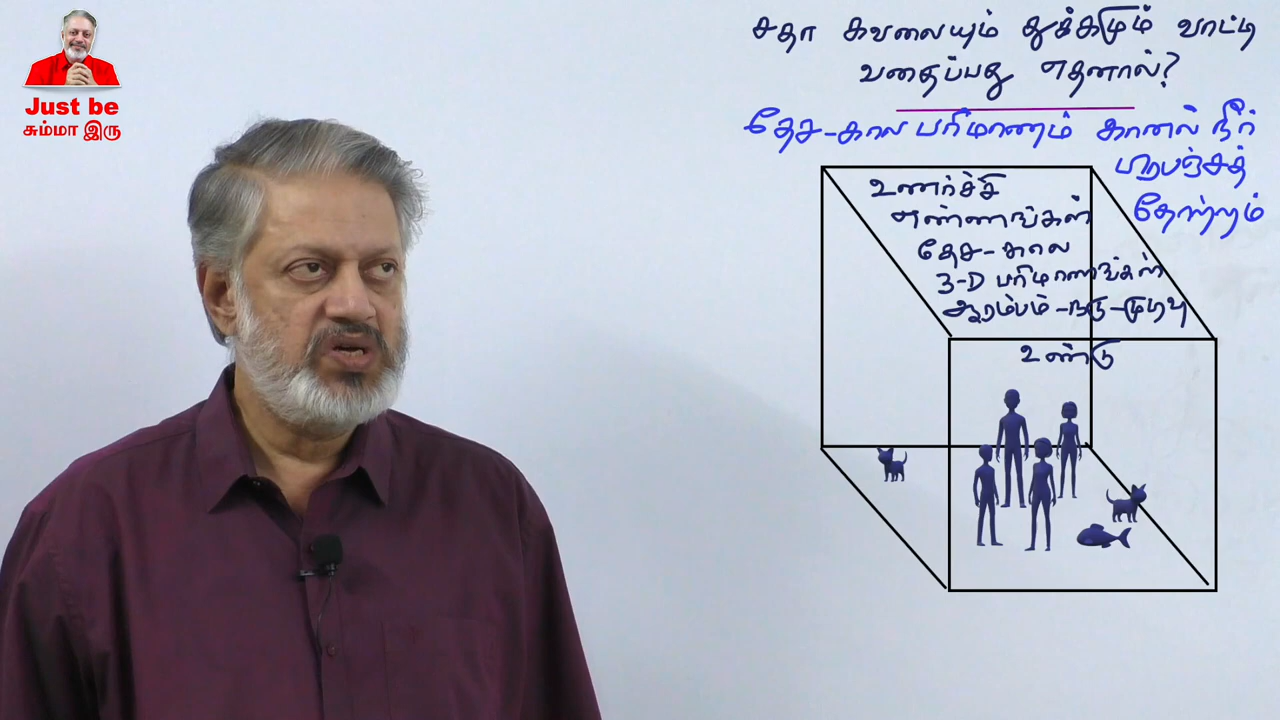 Just be
சும்மா இரு
சதா கவலையும் துக்கமும் வாட்டி
வதைப்பது எதனால்?
தேச-கால பரிமாணம் கானல் நீர்
பிரபஞ்சத்
தோற்றம்
உணர்ச்சி
எண்ணங்கள்
தேச-கால
3-D பரிமாணங்கள்
ஆரம்பம்-நடு-முடிவு
உண்டு